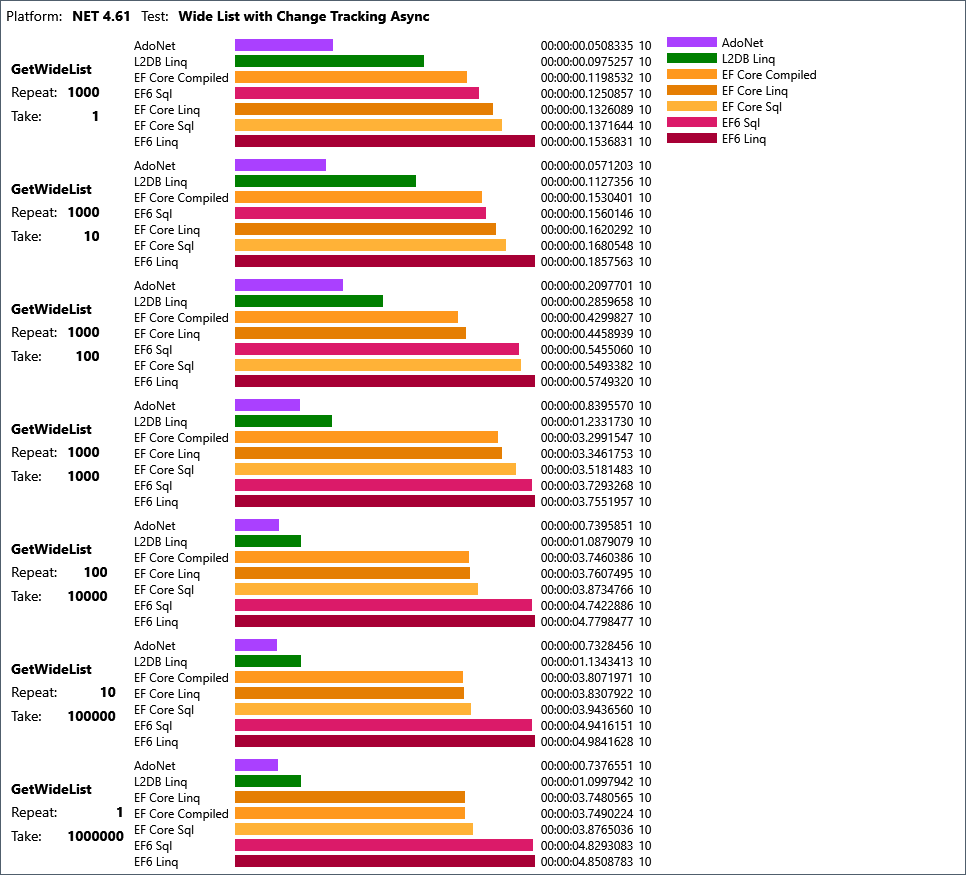 Platform: NET 4.61 Test: Wide List with Change Tracking Async
GetWideList
Repeat: 1000
Take: 1
AdoNet 00:00:00.0508335 10
L2DB Linq 00:00:00.0975257 10
EF Core Compiled 00:00:00.1198532 10
EF6 Sql 00:00:00.1250857 10
EF Core Linq 00:00:00.1326089 10
EF Core Sql 00:00:00.1371644 10
EF6 Linq 00:00:00.1536831 10
AdoNet
L2DB Linq
EF Core Compiled
EF Core Linq
EF Core Sql
EF6 Sql
EF6 Linq
GetWideList
Repeat: 1000
Take: 10
AdoNet 00:00:00.0571203 10
L2DB Linq 00:00:00.1127356 10
EF Core Compiled 00:00:00.1530401 10
EF6 Sql 00:00:00.1560146 10
EF Core Linq 00:00:00.1620292 10
EF Core Sql 00:00:00.1680548 10
EF6 Linq 00:00:00.1857563 10
GetWideList
Repeat: 1000
Take: 100
AdoNet 00:00:00.2097701 10
L2DB Linq 00:00:00.2859658 10
EF Core Compiled 00:00:00.4299827 10
EF Core Linq 00:00:00.4458939 10
EF6 Sql 00:00:00.5455060 10
EF Core Sql 00:00:00.5493382 10
EF6 Linq 00:00:00.5749320 10
GetWideList
Repeat: 1000
Take: 1000
AdoNet 00:00:00.8395570 10
L2DB Linq 00:00:01.2331730 10
EF Core Compiled 00:00:03.2991547 10
EF Core Linq 00:00:03.3461753 10
EF Core Sql 00:00:03.5181483 10
EF6 Sql 00:00:03.7293268 10
EF6 Linq 00:00:03.7551957 10
GetWideList
Repeat: 100
Take: 10000
AdoNet 00:00:00.7395851 10
L2DB Linq 00:00:01.0879079 10
EF Core Compiled 00:00:03.7460386 10
EF Core Linq 00:00:03.7607495 10
EF Core Sql 00:00:03.8734766 10
EF6 Sql 00:00:04.7422886 10
EF6 Linq 00:00:04.7798477 10
GetWideList
Repeat: 10
Take: 100000
AdoNet 00:00:00.7328456 10
L2DB Linq 00:00:01.1343413 10
EF Core Compiled 00:00:03.8071971 10
EF Core Linq 00:00:03.8307922 10
EF Core Sql 00:00:03.9436560 10
EF6 Sql 00:00:04.9416151 10
EF6 Linq 00:00:04.9841628 10
GetWideList
Repeat: 1
Take: 1000000
AdoNet 00:00:00.7376551 10
L2DB Linq 00:00:01.0997942 10
EF Core Linq 00:00:03.7480565 10
EF Core Compiled 00:00:03.7490224 10
EF Core Sql 00:00:03.8765036 10
EF6 Sql 00:00:04.8293083 10
EF6 Linq 00:00:04.8508783 10